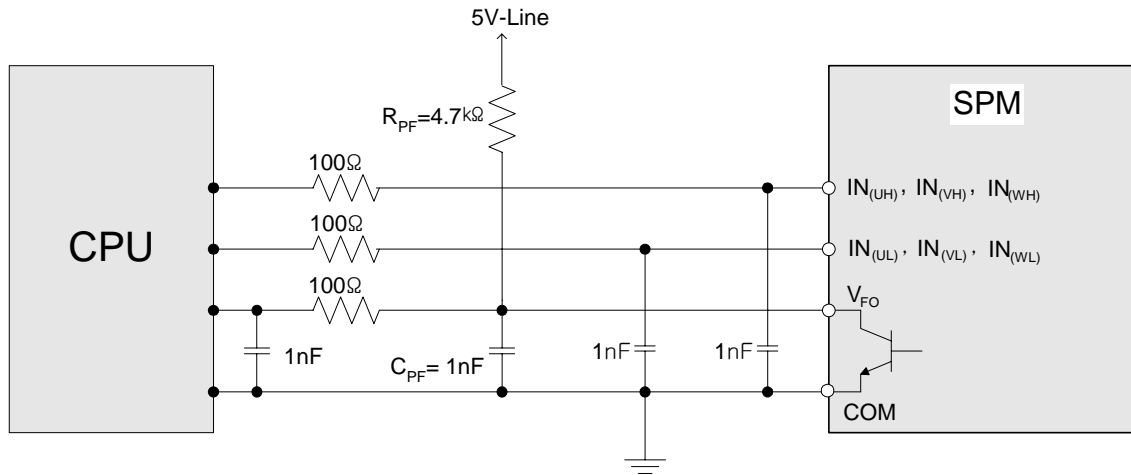 5V-Line
R_PF=4.7kΩ
SPM
100Ω
IN(UH), IN(VH), IN(WH)
100Ω
CPU
IN(UL), IN(VL), IN(WL)
100Ω
V_FO
1nF
C_PF= 1nF
1nF
1nF
COM